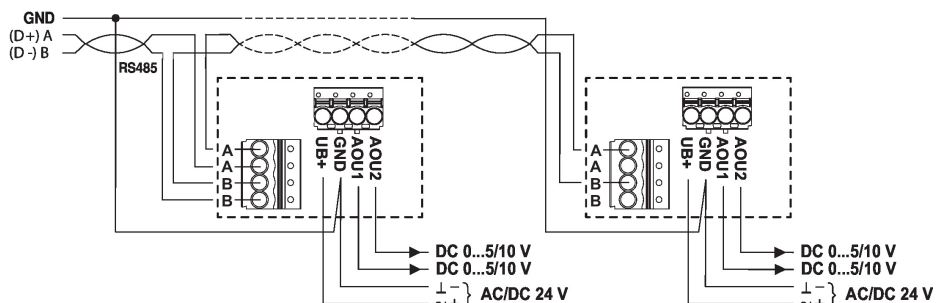 GND
(D+) A
(D -) B
RS485
A
A
B
B
UB+
GND
AOU1
AOU2
DC 0...5/10 V
DC 0...5/10 V
AC/DC 24 V
A
A
B
B
UB+
GND
AOU1
AOU2
DC 0...5/10 V
DC 0...5/10 V
AC/DC 24 V